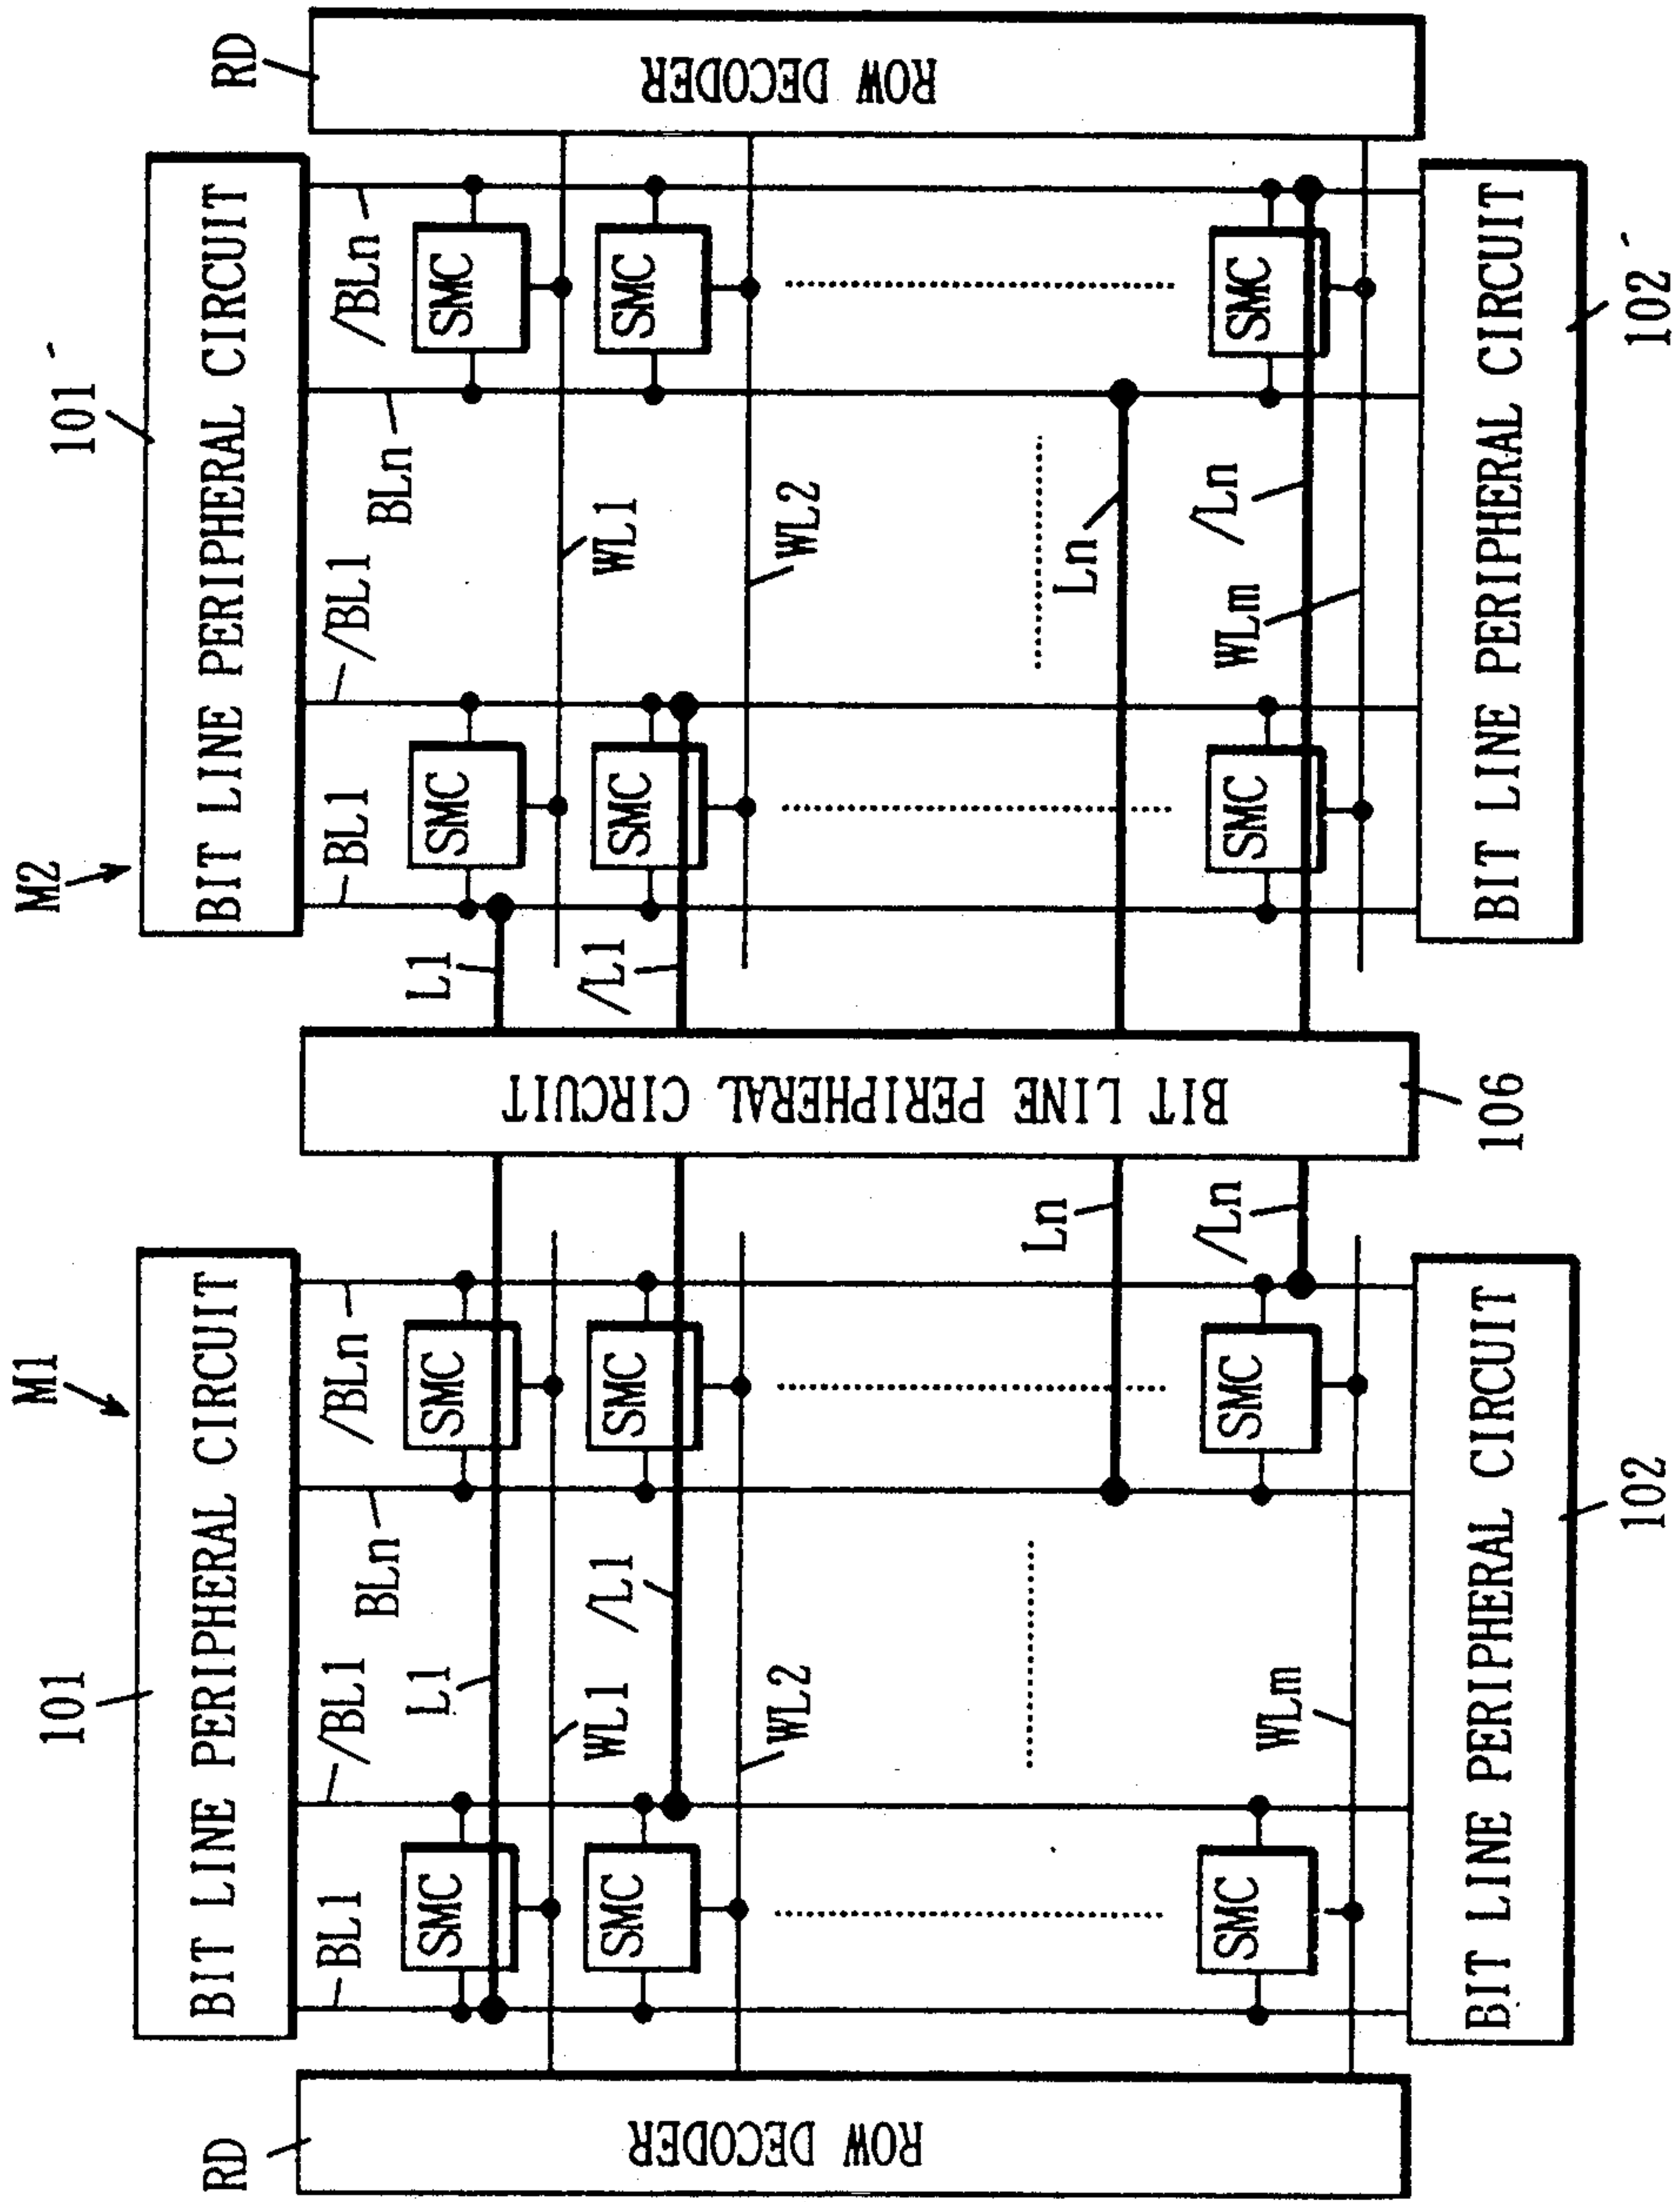 M1
M2
101
101´
BIT LINE PERIPHERAL CIRCUIT
BIT LINE PERIPHERAL CIRCUIT
RD
ROW DECODER
BL1
/BL1
BLn
/BLn
BL1
/BL1
BLn
/BLn
RD
ROW DECODER
SMC
SMC
SMC
SMC
L1
L1
WL1
WL1
SMC
SMC
SMC
SMC
/L1
/L1
WL2
WL2
BIT LINE PERIPHERAL CIRCUIT
Ln
Ln
SMC
SMC
SMC
SMC
/Ln
/Ln
WLm
WLm
106
BIT LINE PERIPHERAL CIRCUIT
BIT LINE PERIPHERAL CIRCUIT
102
102´